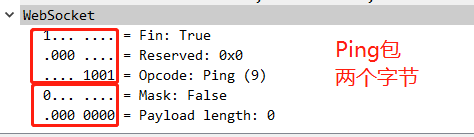 WebSocket
1... .... = Fin: True
.000 .... = Reserved: 0x0
.... 1001 = Opcode: Ping (9)
0... .... = Mask: False
.000 0000 = Payload length: 0
Ping包
两个字节